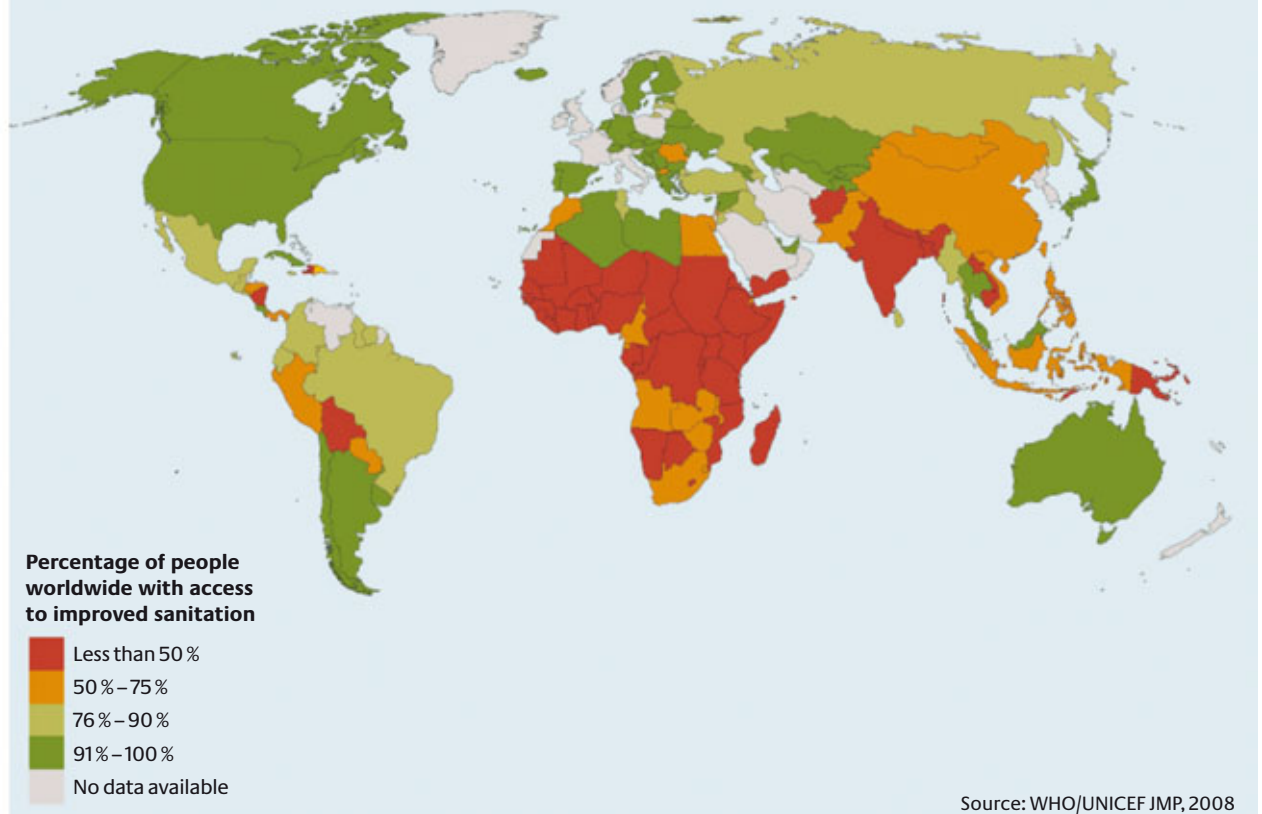 Percentage of people
worldwide with access
to improved sanitation
Less than 50 %
50 % – 75 %
76 % – 90 %
91% – 100 %
No data available
Source: WHO/UNICEF JMP, 2008